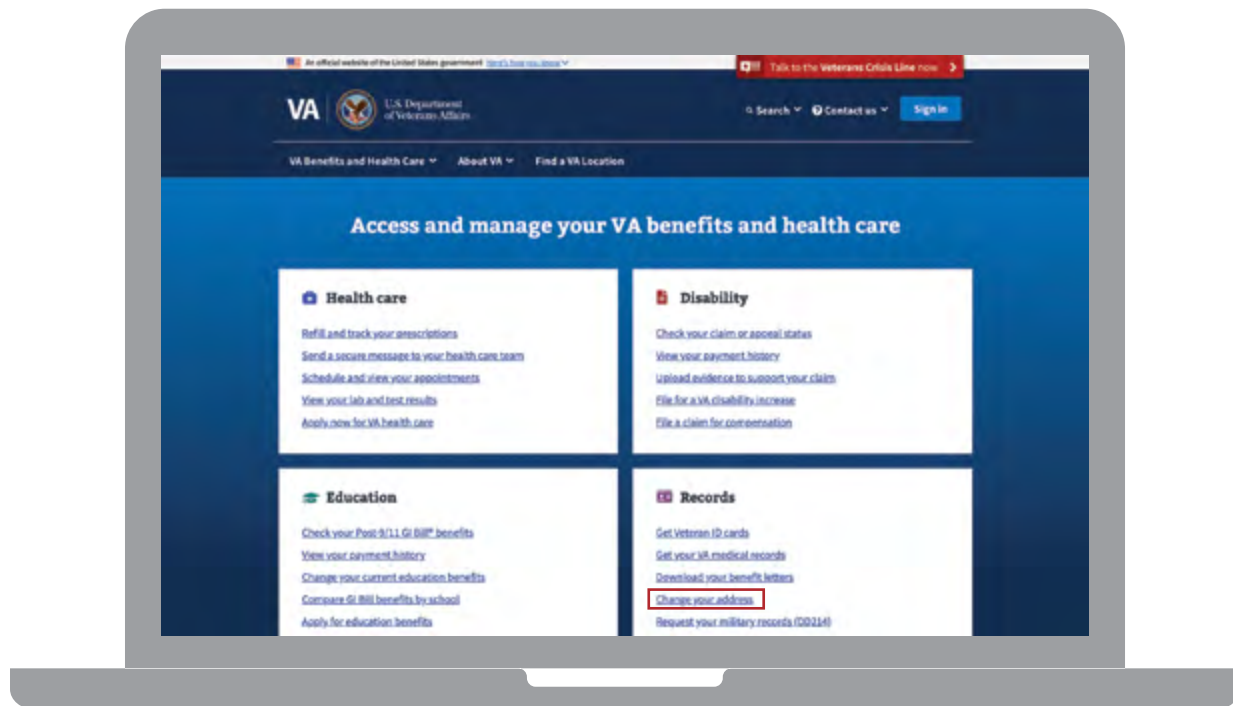 An official website of the United States government Here's how you know
Talk to the Veterans Crisis Line now
VA
U.S. Department
of Veterans Affairs
Search
Contact us
Sign in
VA Benefits and Health Care
About VA
Find a VA Location
Access and manage your VA benefits and health care
Health care
Refill and track your prescriptions
Send a secure message to your health care team
Schedule and view your appointments
View your lab and test results
Apply now for VA health care
Disability
Check your claim or appeal status
View your payment history
Upload evidence to support your claim
File for a VA disability increase
File a claim for compensation
Education
Check your Post-9/11 GI Bill® benefits
View your payment history
Change your current education benefits
Compare GI Bill benefits by school
Apply for education benefits
Records
Get Veteran ID cards
Get your VA medical records
Download your benefit letters
Change your address
Request your military records (DD214)